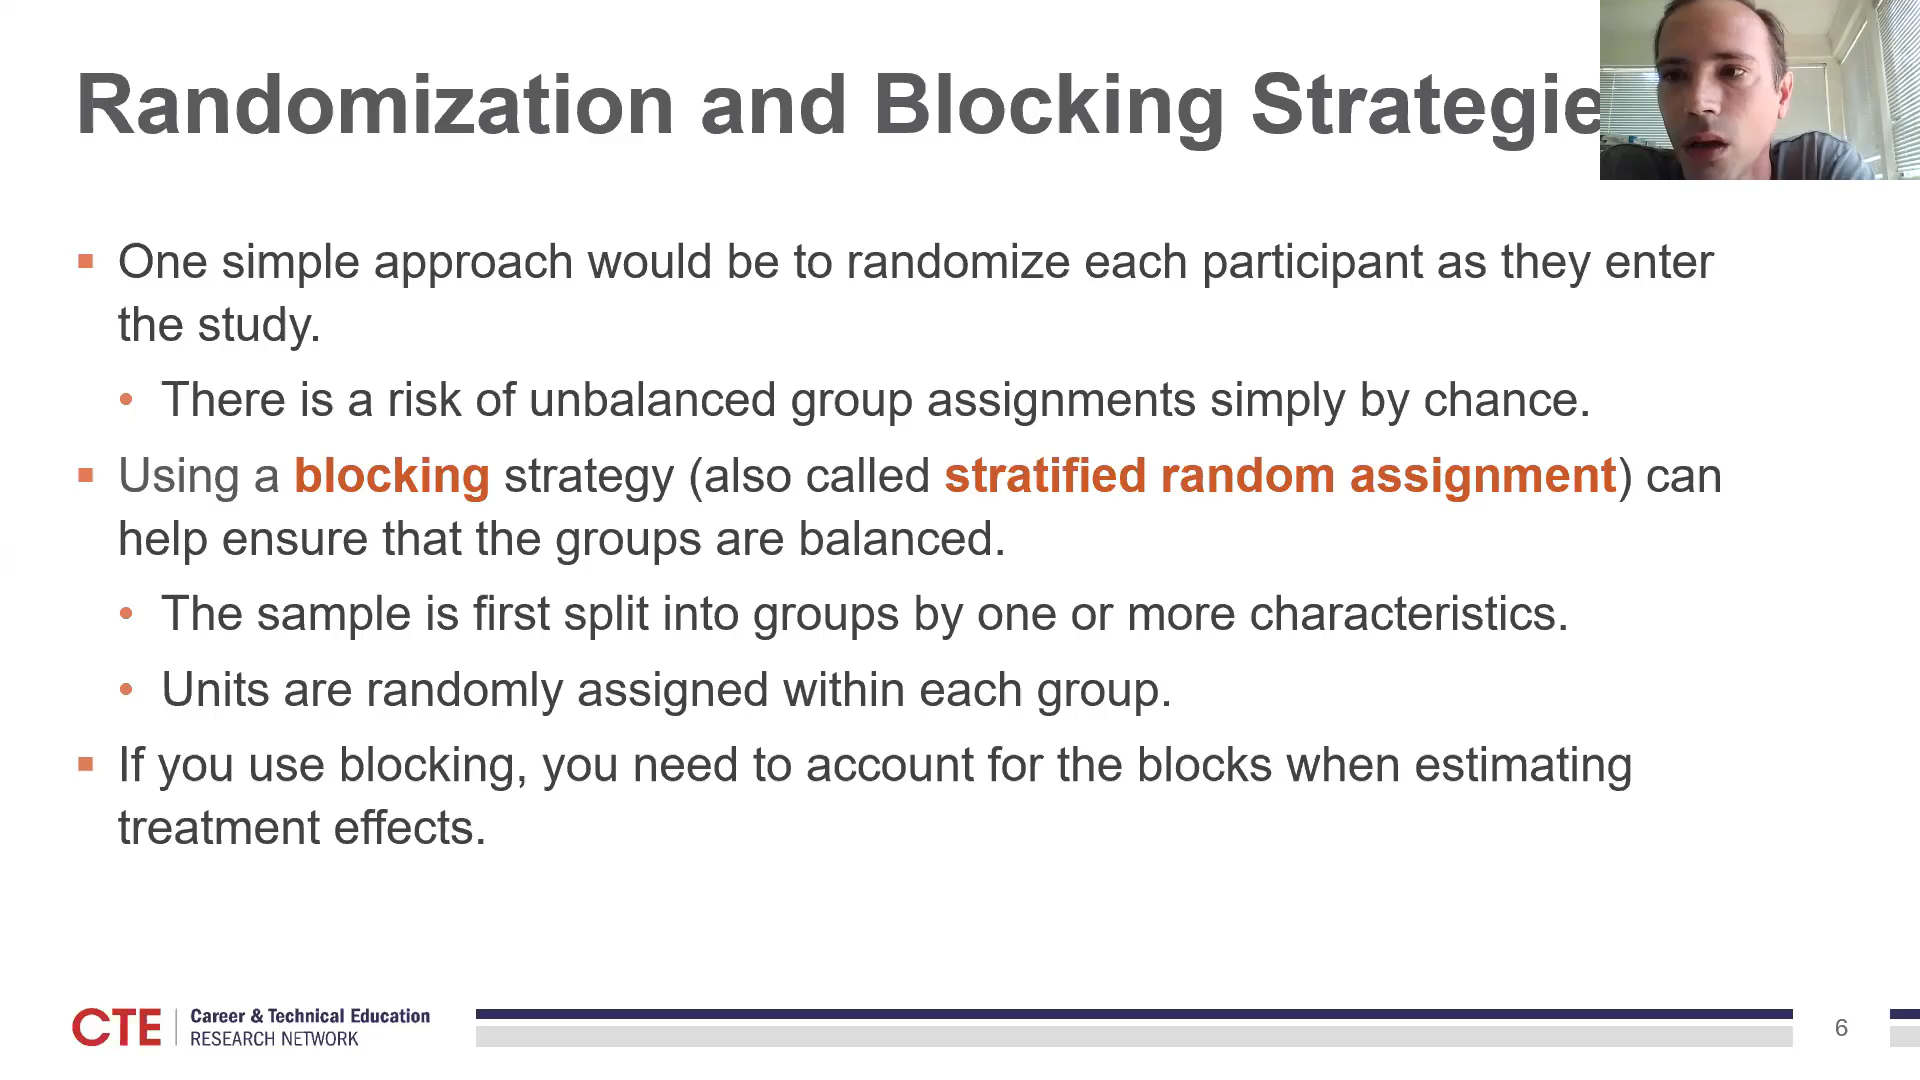 Randomization and Blocking Strategie
▪ One simple approach would be to randomize each participant as they enter
the study.
• There is a risk of unbalanced group assignments simply by chance.
▪ Using a blocking strategy (also called stratified random assignment) can
help ensure that the groups are balanced.
• The sample is first split into groups by one or more characteristics.
• Units are randomly assigned within each group.
▪ If you use blocking, you need to account for the blocks when estimating
treatment effects.
CTE | Career & Technical Education
RESEARCH NETWORK
6